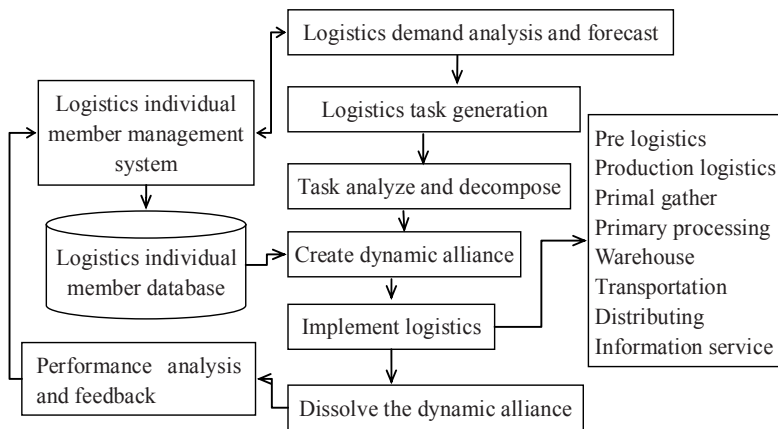 Logistics demand analysis and forecast
Logistics individual
member management
system
Logistics task generation
Task analyze and decompose
Logistics individual
member database
Create dynamic alliance
Implement logistics
Pre logistics
Production logistics
Primal gather
Primary processing
Warehouse
Transportation
Distributing
Information service
Performance analysis
and feedback
Dissolve the dynamic alliance